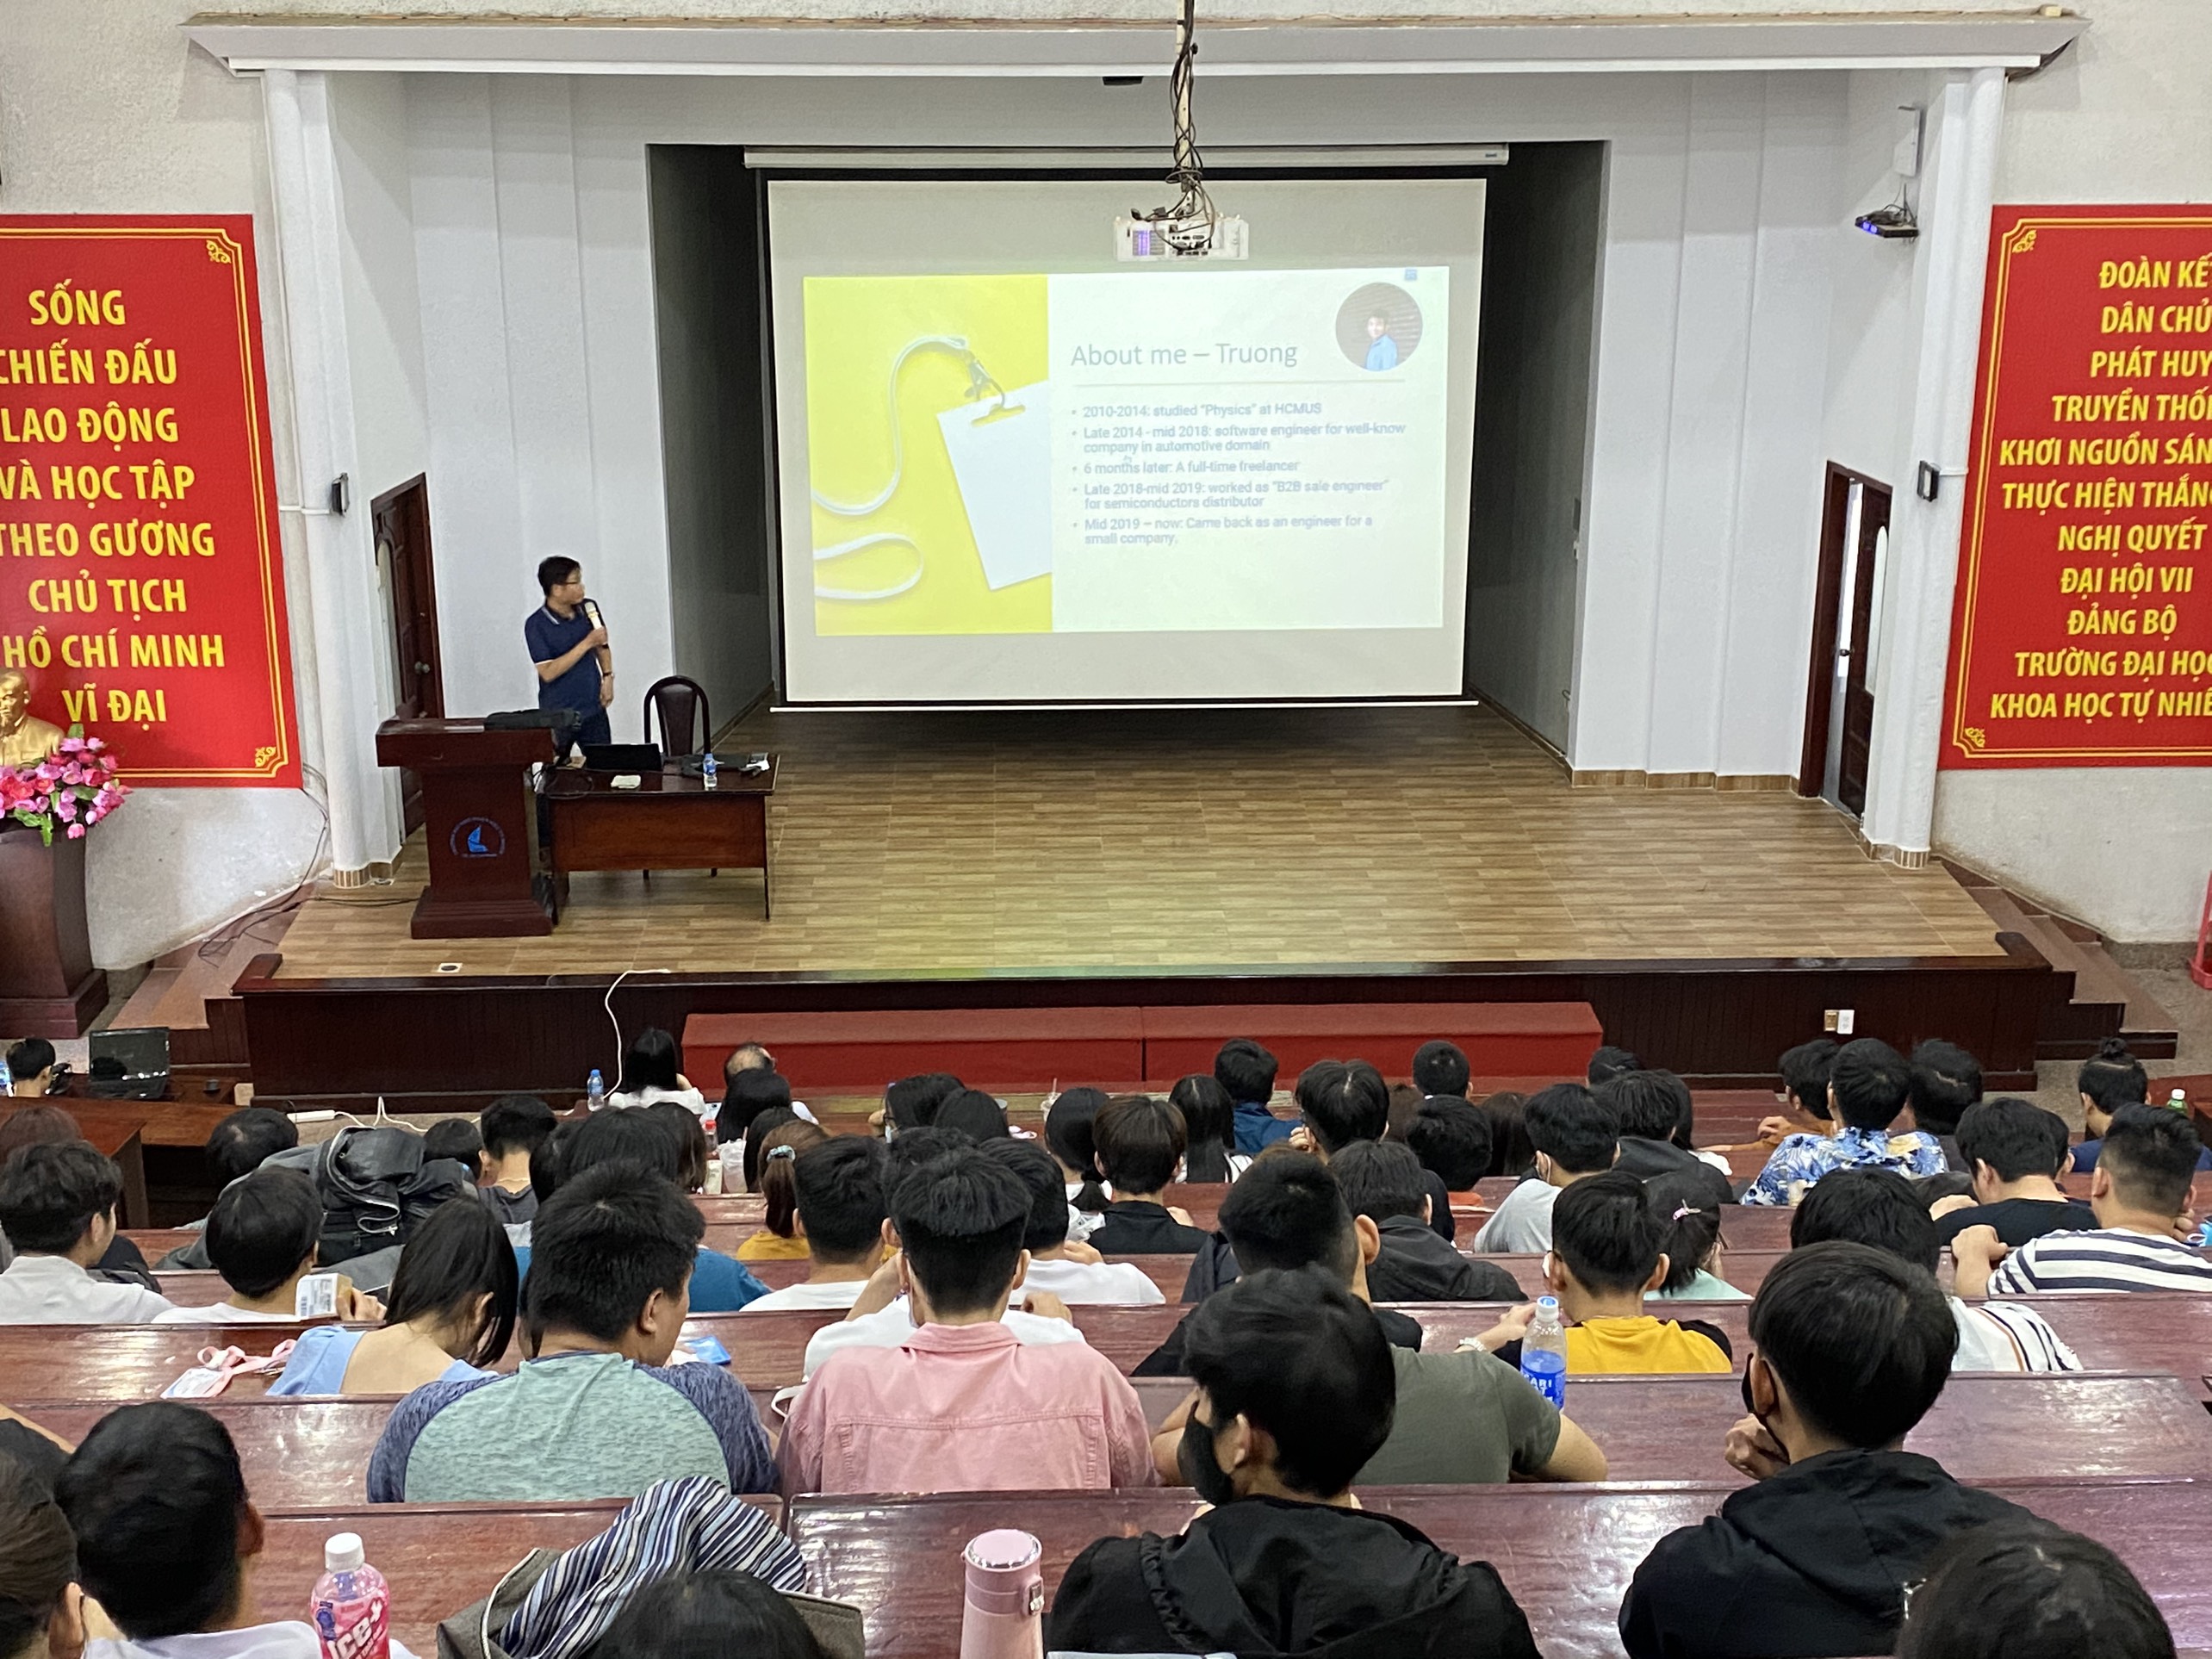 SỐNG
CHIẾN ĐẤU
LAO ĐỘNG
VÀ HỌC TẬP
THEO GƯƠNG
CHỦ TỊCH
HỒ CHÍ MINH
VĨ ĐẠI
About me – Truong
• 2010-2014: studied "Physics" at HCMUS
• Late 2014 - mid 2018: software engineer for well-know
company in automotive domain
• 6 months later: A full-time freelancer
• Late 2018-mid 2019: worked as "B2B sale engineer"
for semiconductors distributor
• Mid 2019 – now: Came back as an engineer for a
small company.
ĐOÀN KẾ
DÂN CHỦ
PHÁT HUY
TRUYỀN THỐ
KHƠI NGUỒN SÁN
THỰC HIỆN THẮN
NGHỊ QUYẾT
ĐẠI HỘI VII
ĐẢNG BỘ
TRƯỜNG ĐẠI HỌ
KHOA HỌC TỰ NHIÊ
ARI
ice+